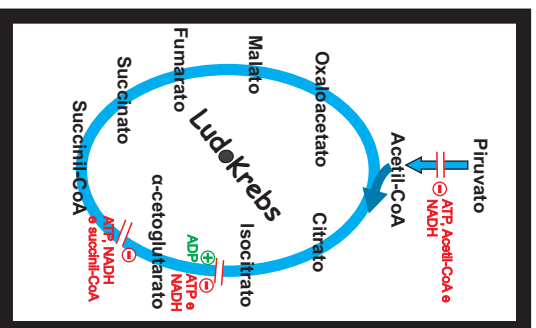 Piruvato
ATP, Acetil-CoA e
NADH
Acetil-CoA
Oxaloacetato
Citrato
Malato
Isocitrato
ADP
ATP e
NADH
Fumarato
LudoKrebs
α-cetoglutarato
Succinato
ATP, NADH
e succinil-CoA
Succinil-CoA